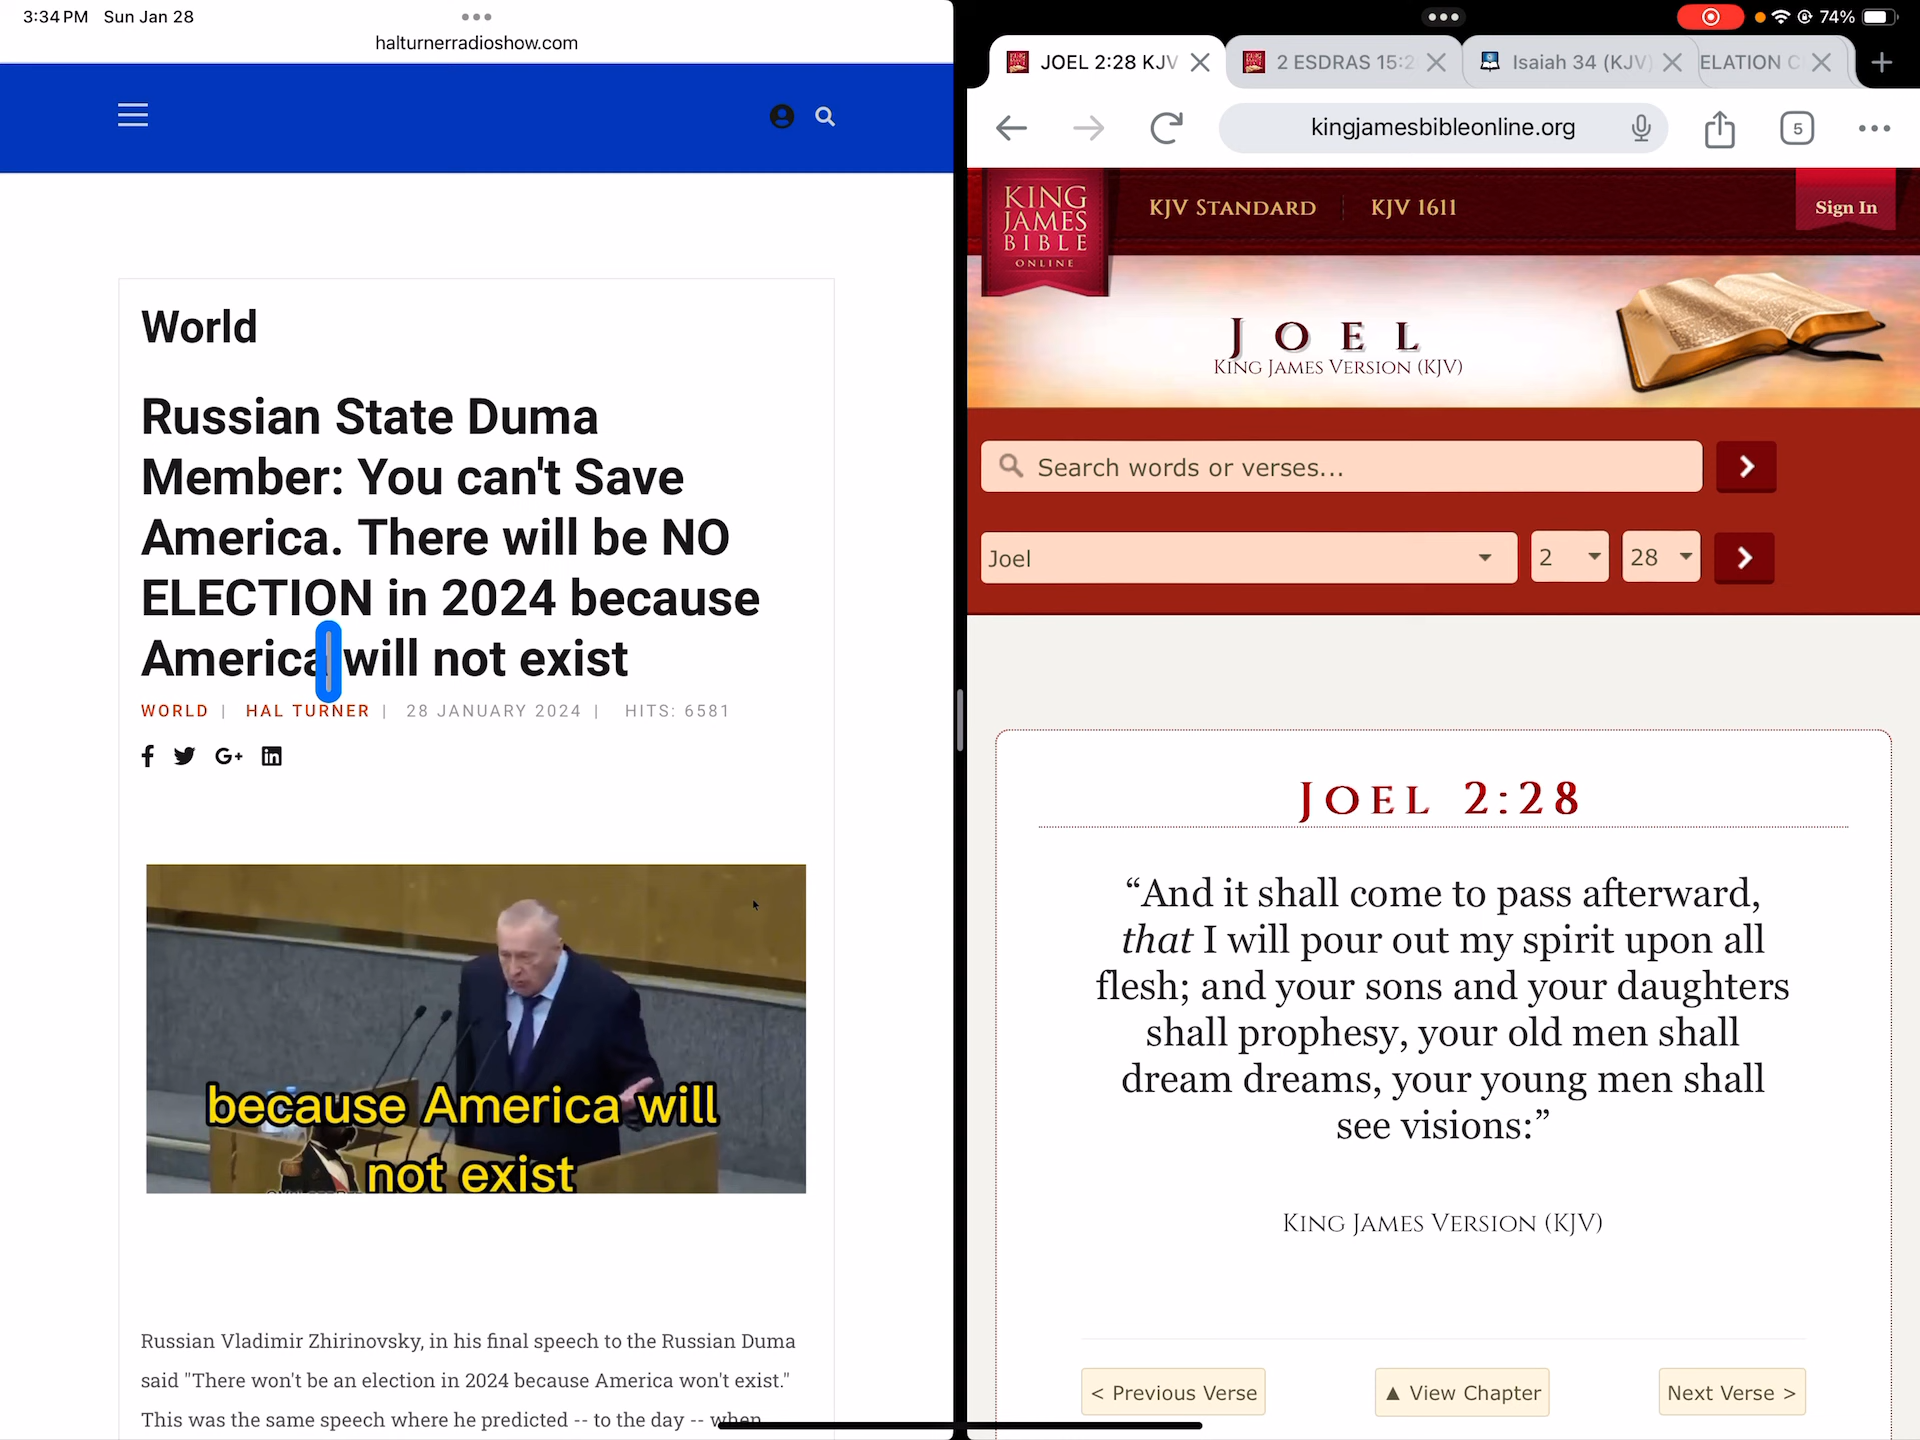 3:34 PM Sun Jan 28
halturnerradioshow.com
World
Russian State Duma
Member: You can't Save
America. There will be NO
ELECTION in 2024 because
America will not exist
WORLD | HAL TURNER | 28 JANUARY 2024 | HITS: 6581
G+ in
because America will
not exist
Russian Vladimir Zhirinovsky, in his final speech to the Russian Duma
said "There won't be an election in 2024 because America won't exist."
This was the same speech where he predicted -- to the day -- when
74%
JOEL 2:28 KJV
2 ESDRAS 15:2
Isaiah 34 (KJV)
ELATION C
kingjamesbibleonline.org
5
KING
JAMES
BIBLE
ONLINE
KJV STANDARD
KJV 1611
Sign In
JOEL
KING JAMES VERSION (KJV)
Search words or verses...
Joel 2 28
JOEL 2:28
“And it shall come to pass afterward,
that I will pour out my spirit upon all
flesh; and your sons and your daughters
shall prophesy, your old men shall
dream dreams, your young men shall
see visions:”
KING JAMES VERSION (KJV)
< Previous Verse
▲ View Chapter
Next Verse >